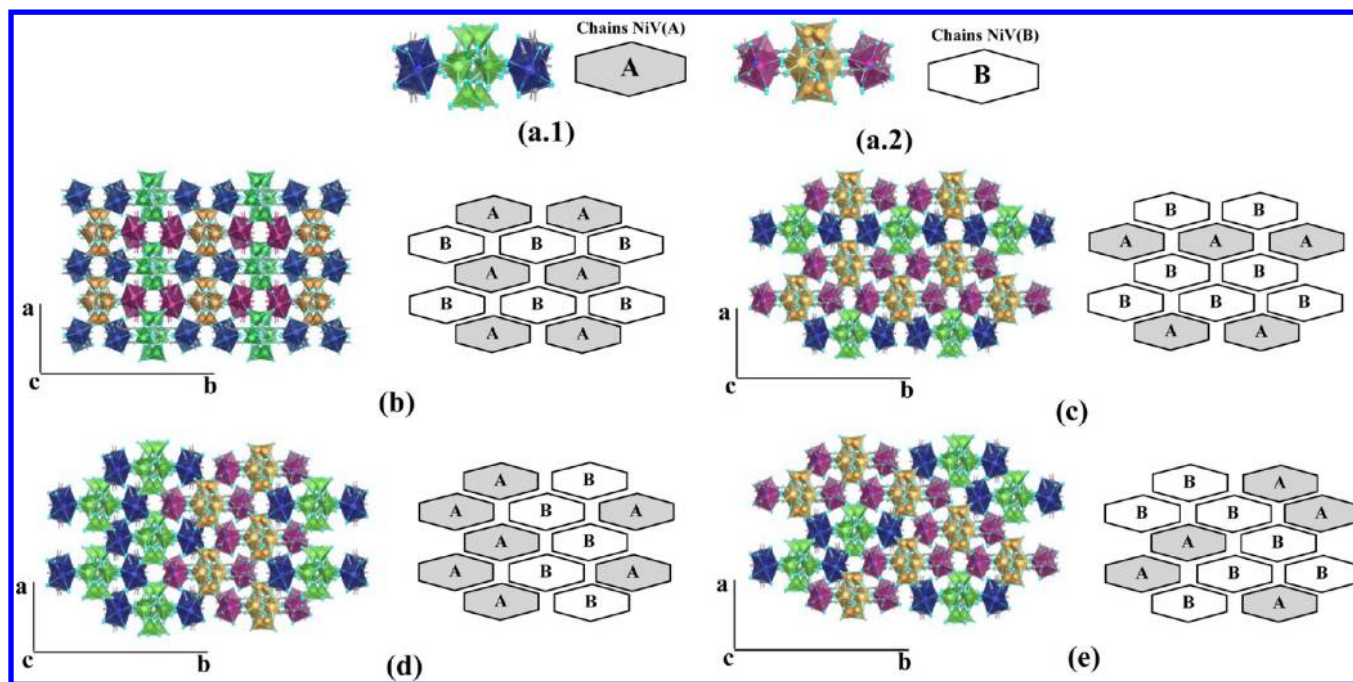 Chains NiV(A)
A
(a.1)
Chains NiV(B)
B
(a.2)
A A
B B B
A A
B B B
A A
a
c b
(b)
B B
A A A
B B
B B B
A A
a
c b
(c)
A B
A B A
A B
A B A
A B
a
c b
(d)
B A
B B A
A B
A B B
B A
a
c b
(e)